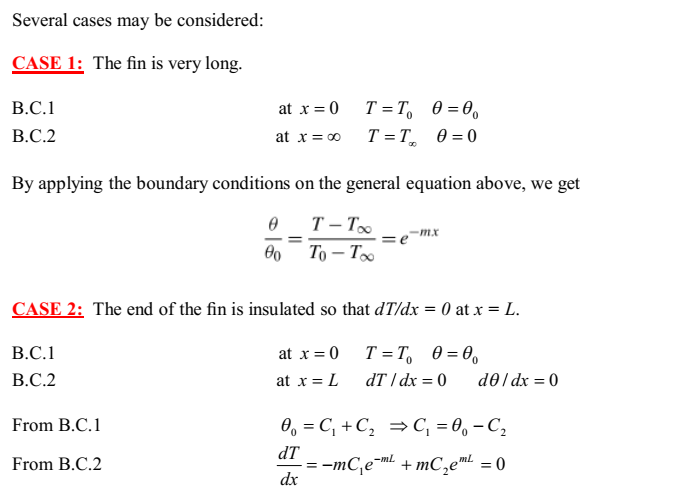 Several cases may be considered:
CASE 1: The fin is very long.
B.C.1 at x = 0 T = T₀ θ = θ₀
B.C.2 at x = ∞ T = T∞ θ = 0
By applying the boundary conditions on the general equation above, we get
θ/θ₀ = (T − T∞)/(T₀ − T∞) = e^(−mx)
CASE 2: The end of the fin is insulated so that dT/dx = 0 at x = L.
B.C.1 at x = 0 T = T₀ θ = θ₀
B.C.2 at x = L dT / dx = 0 dθ / dx = 0
From B.C.1 θ₀ = C₁ + C₂ ⇒ C₁ = θ₀ − C₂
From B.C.2 dT/dx = −mC₁e^(−mL) + mC₂e^(mL) = 0